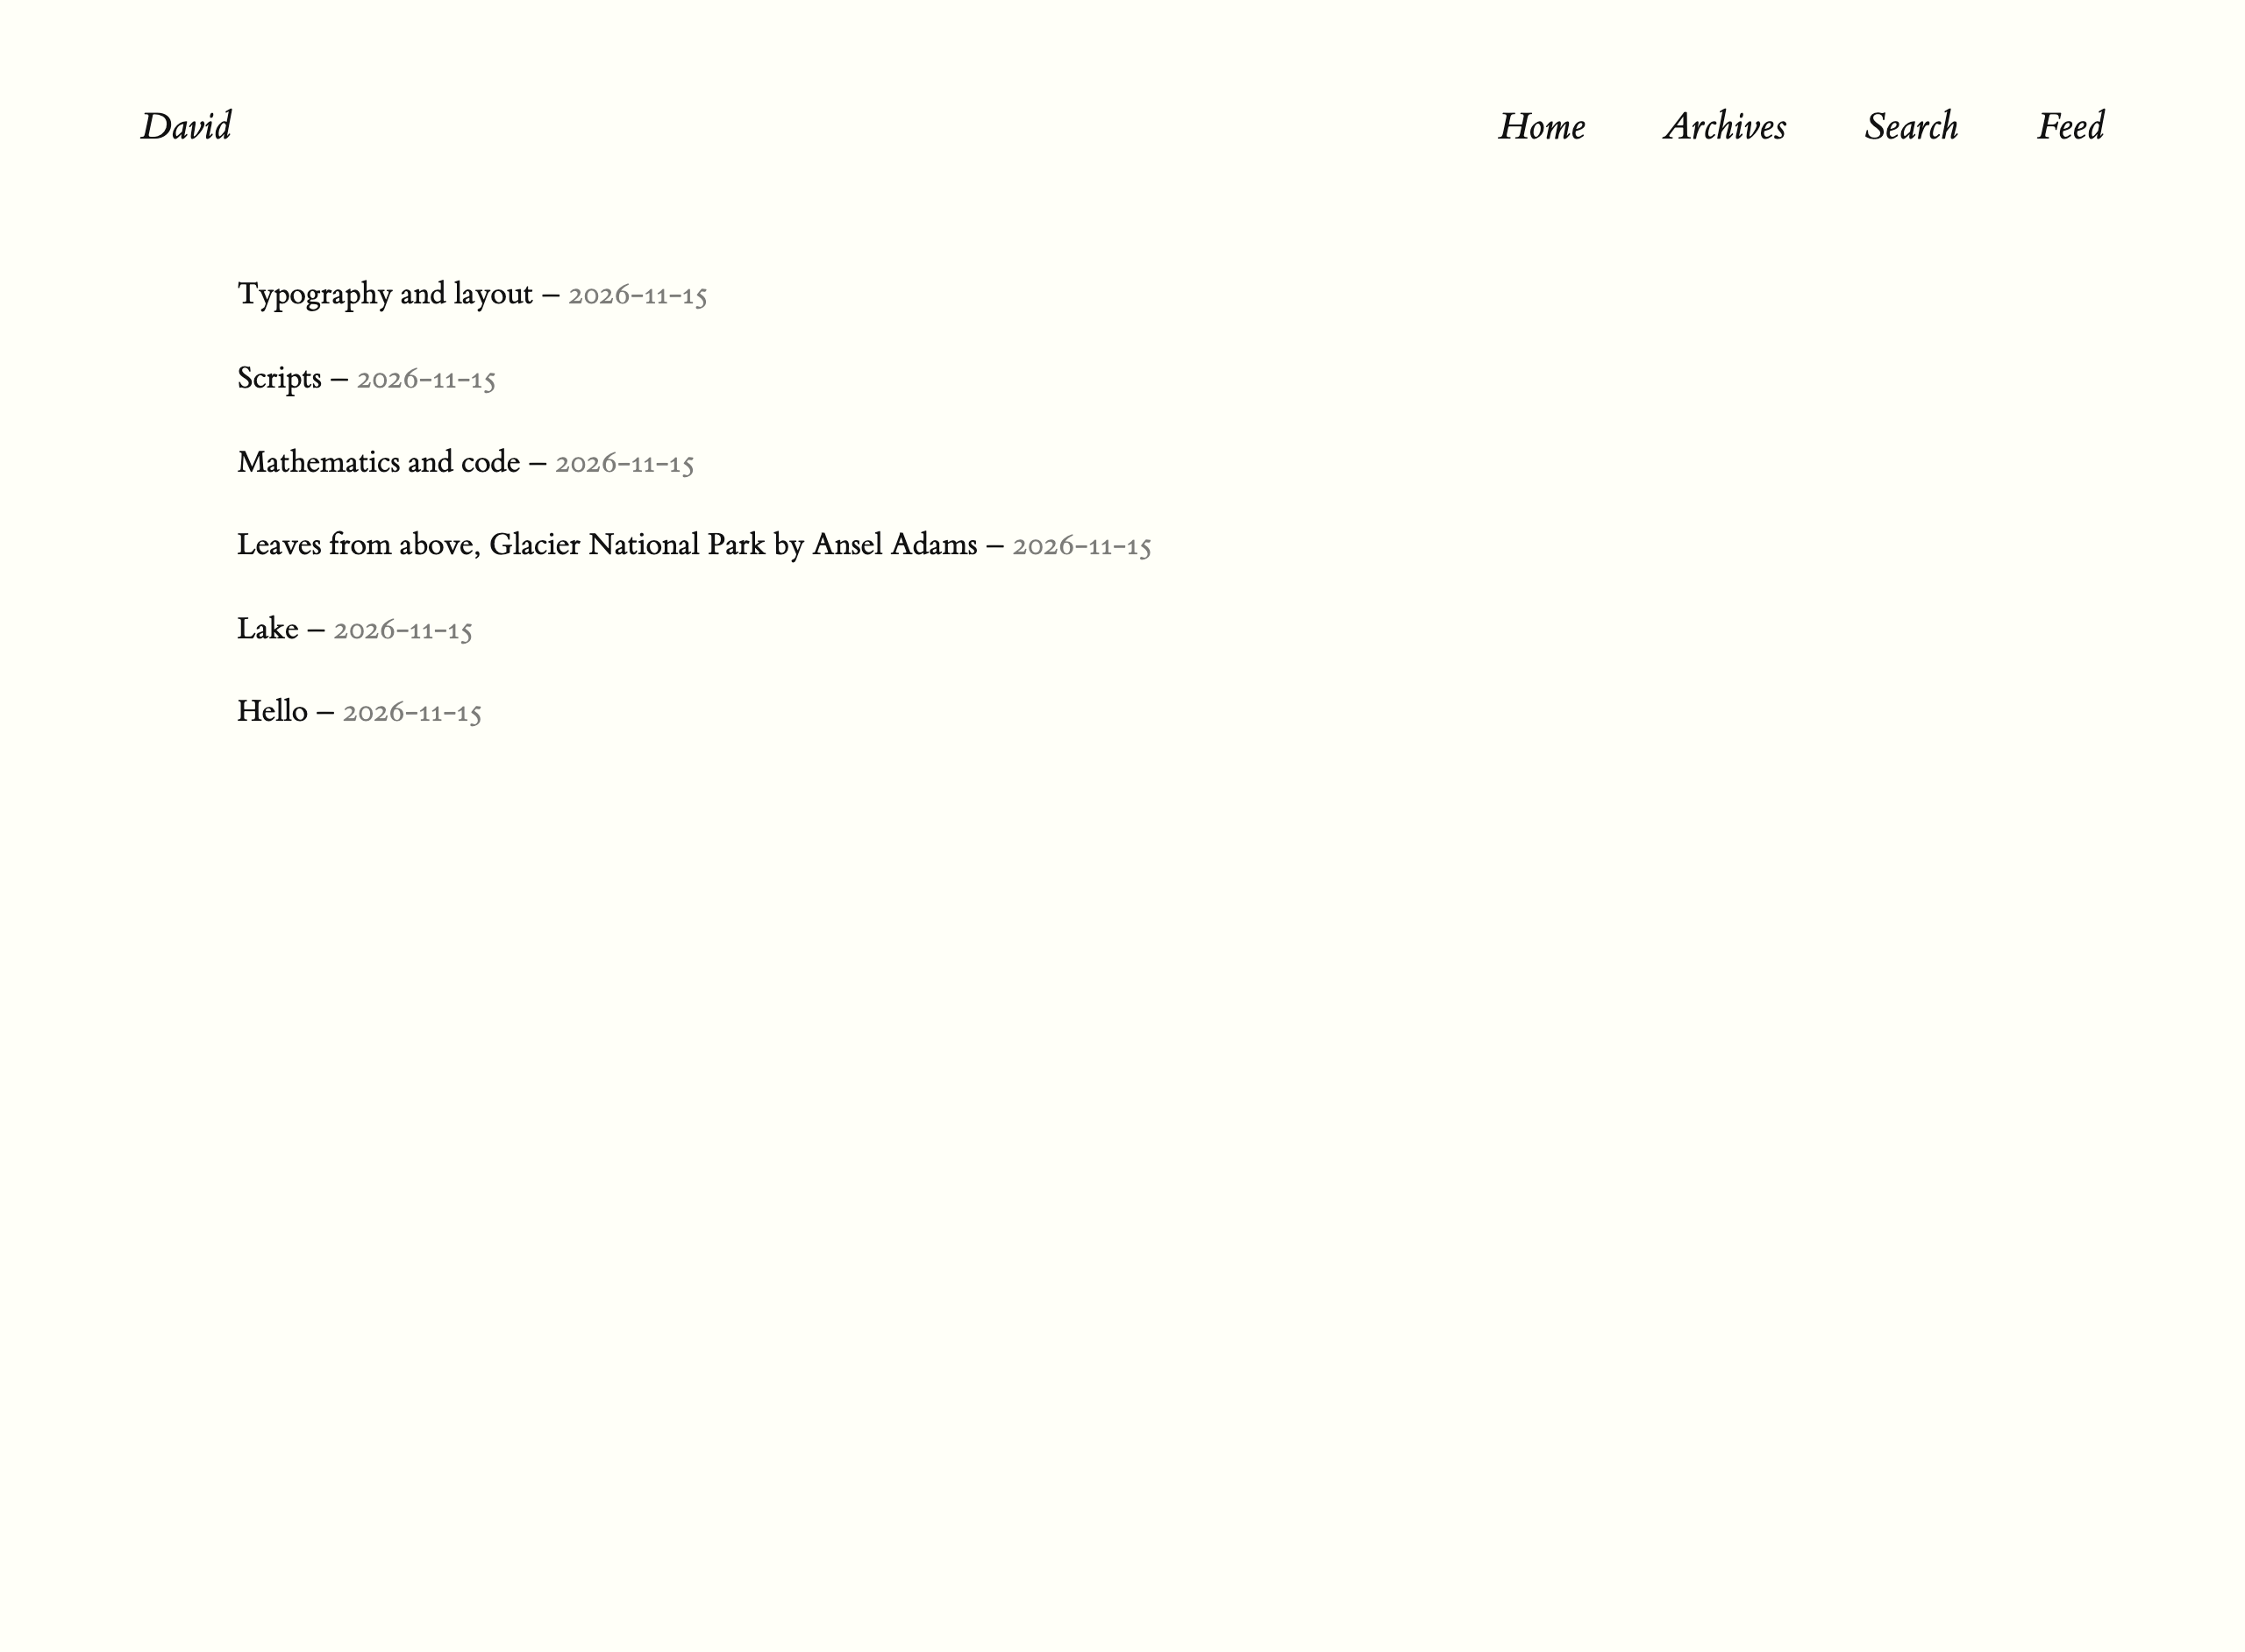 David
Home Archives Search Feed
Typography and layout – 2026-11-15
Scripts – 2026-11-15
Mathematics and code – 2026-11-15
Leaves from above, Glacier National Park by Ansel Adams – 2026-11-15
Lake – 2026-11-15
Hello – 2026-11-15